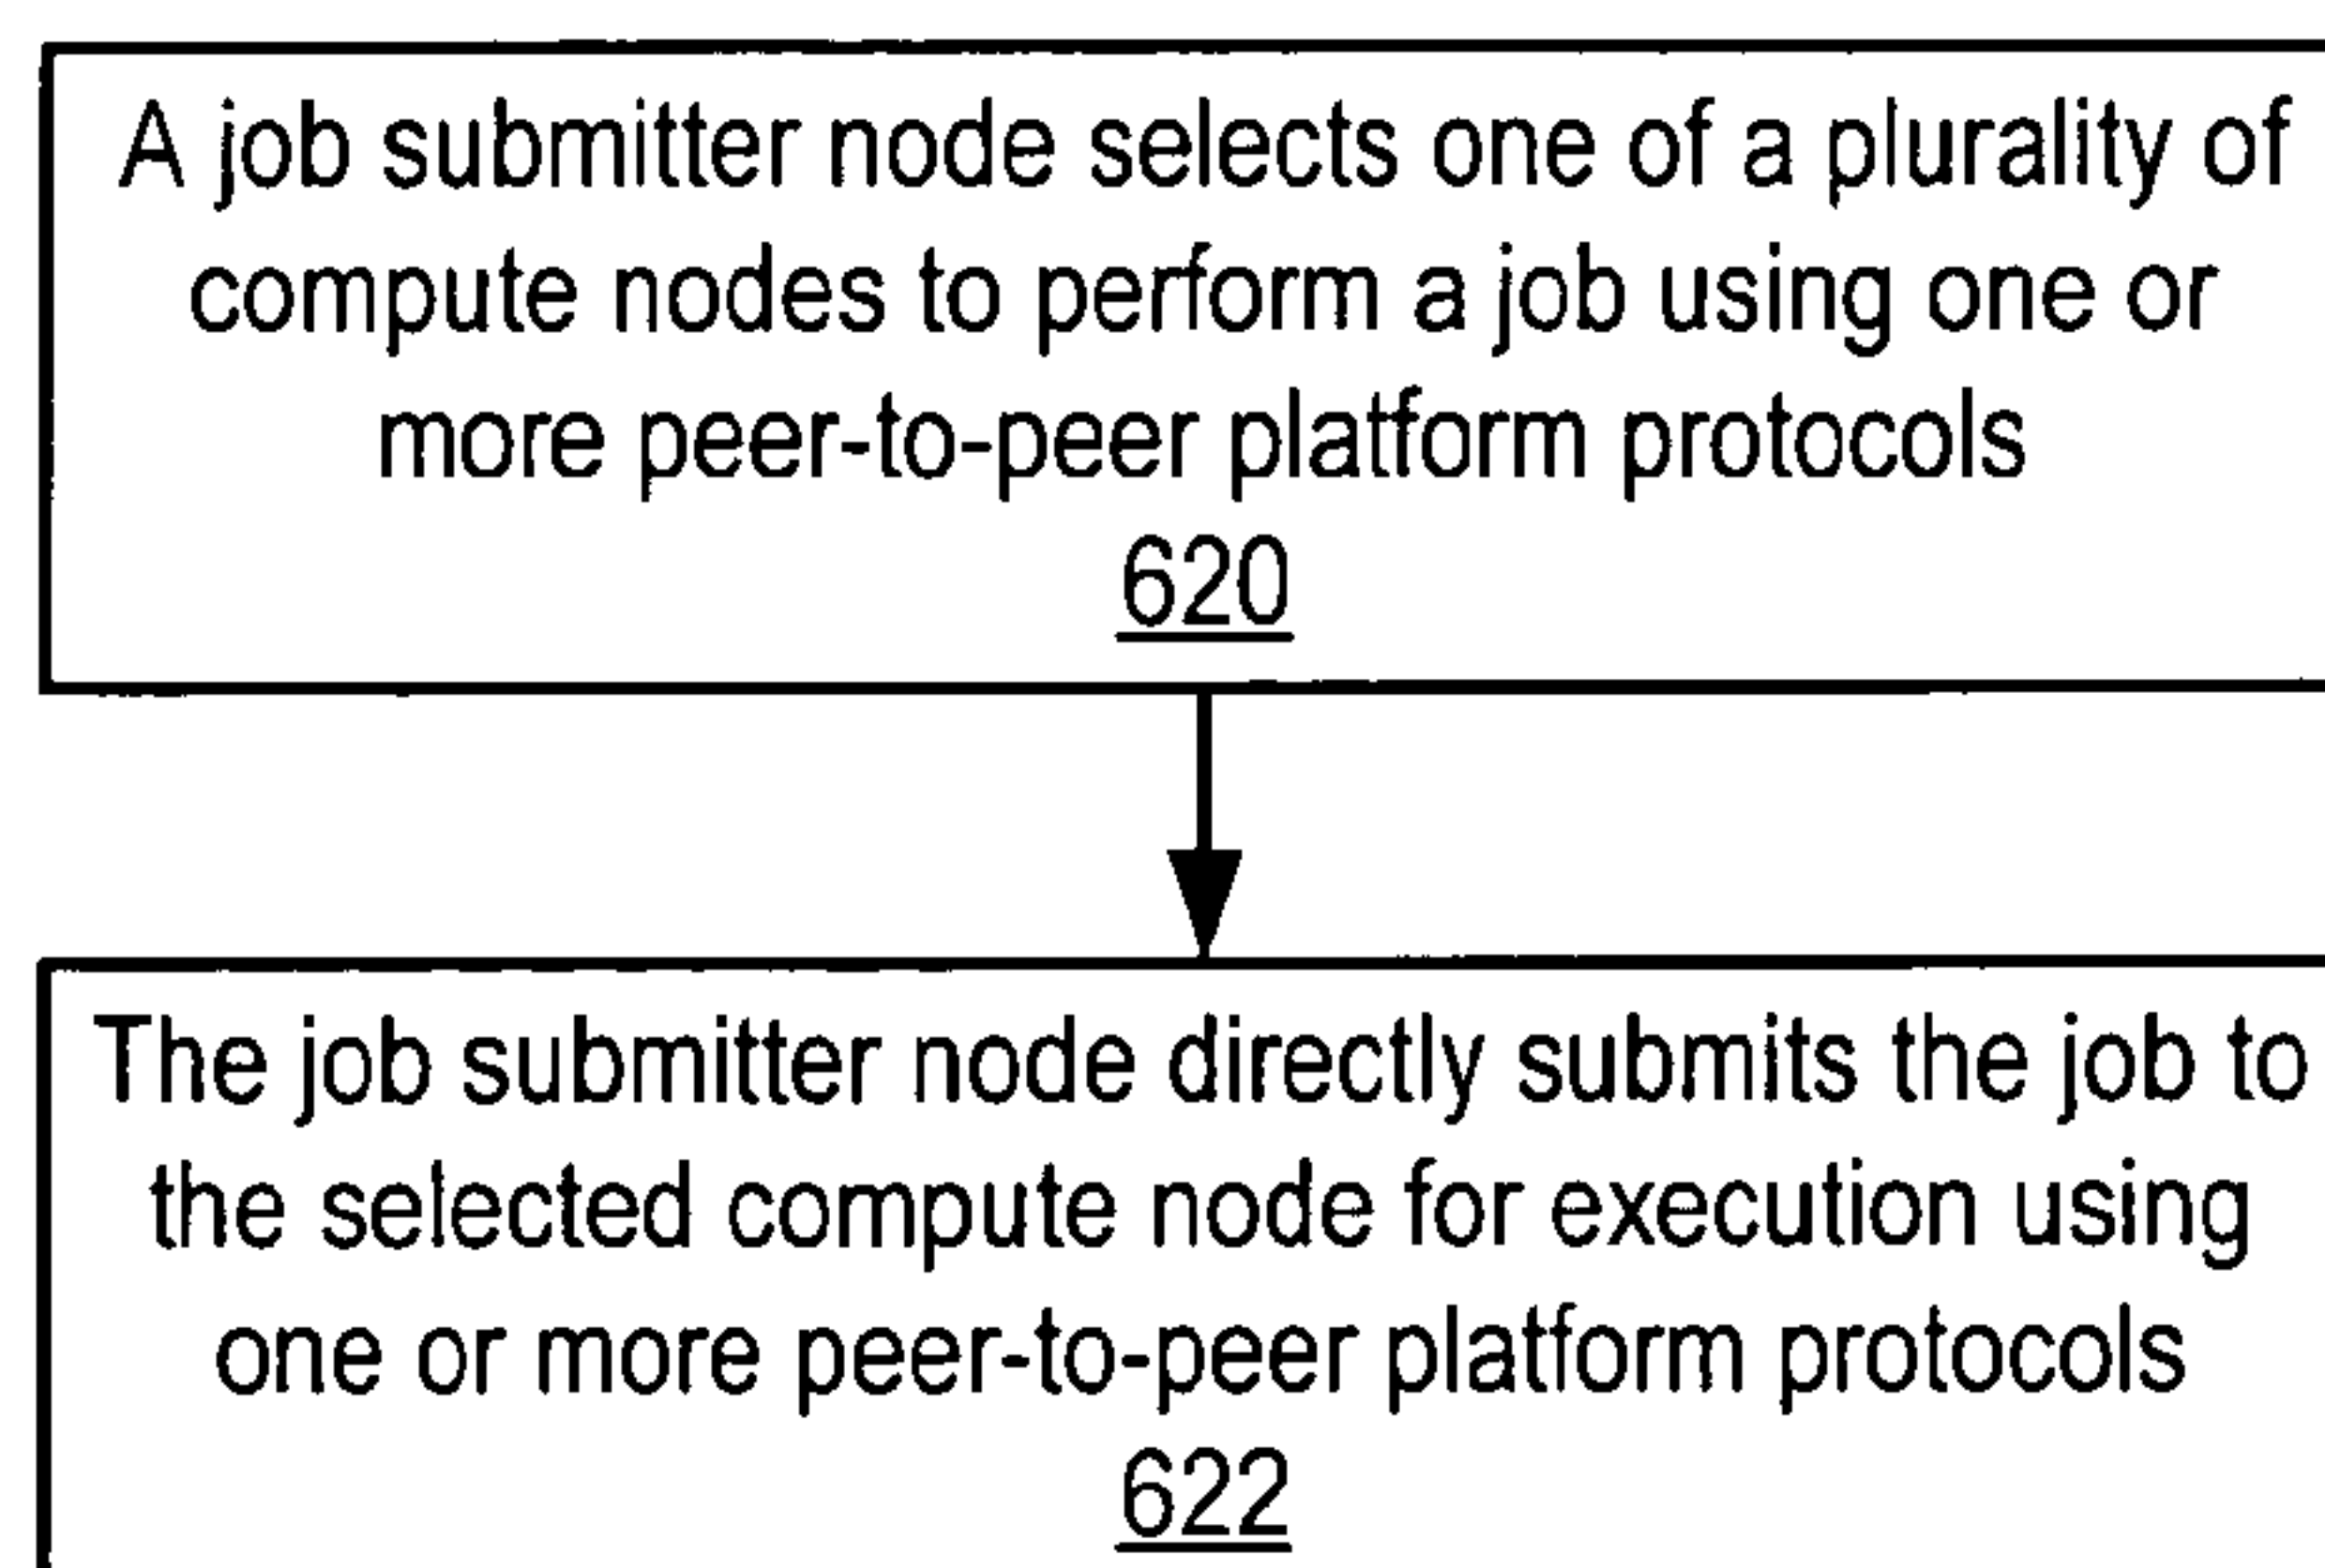 A job submitter node selects one of a plurality of
compute nodes to perform a job using one or
more peer-to-peer platform protocols
620
The job submitter node directly submits the job to
the selected compute node for execution using
one or more peer-to-peer platform protocols
622